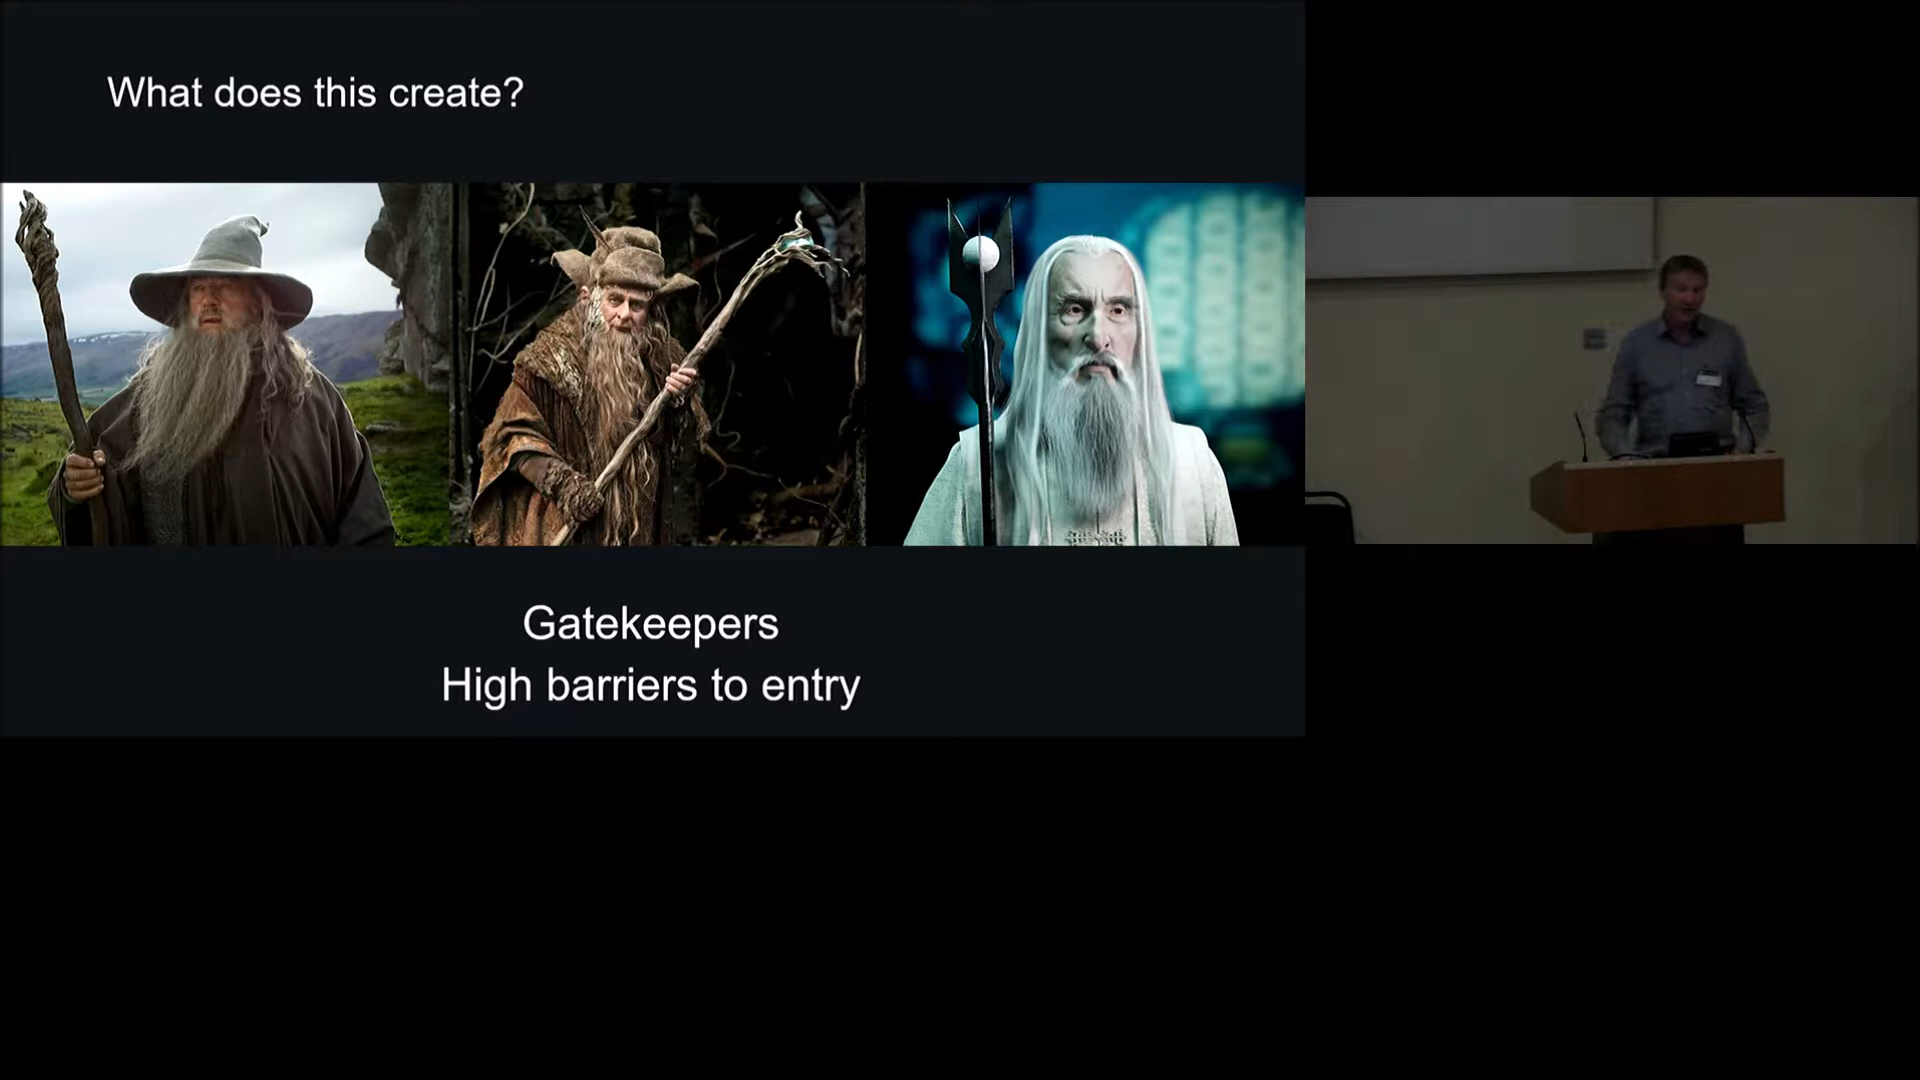 What does this create?
Gatekeepers
High barriers to entry